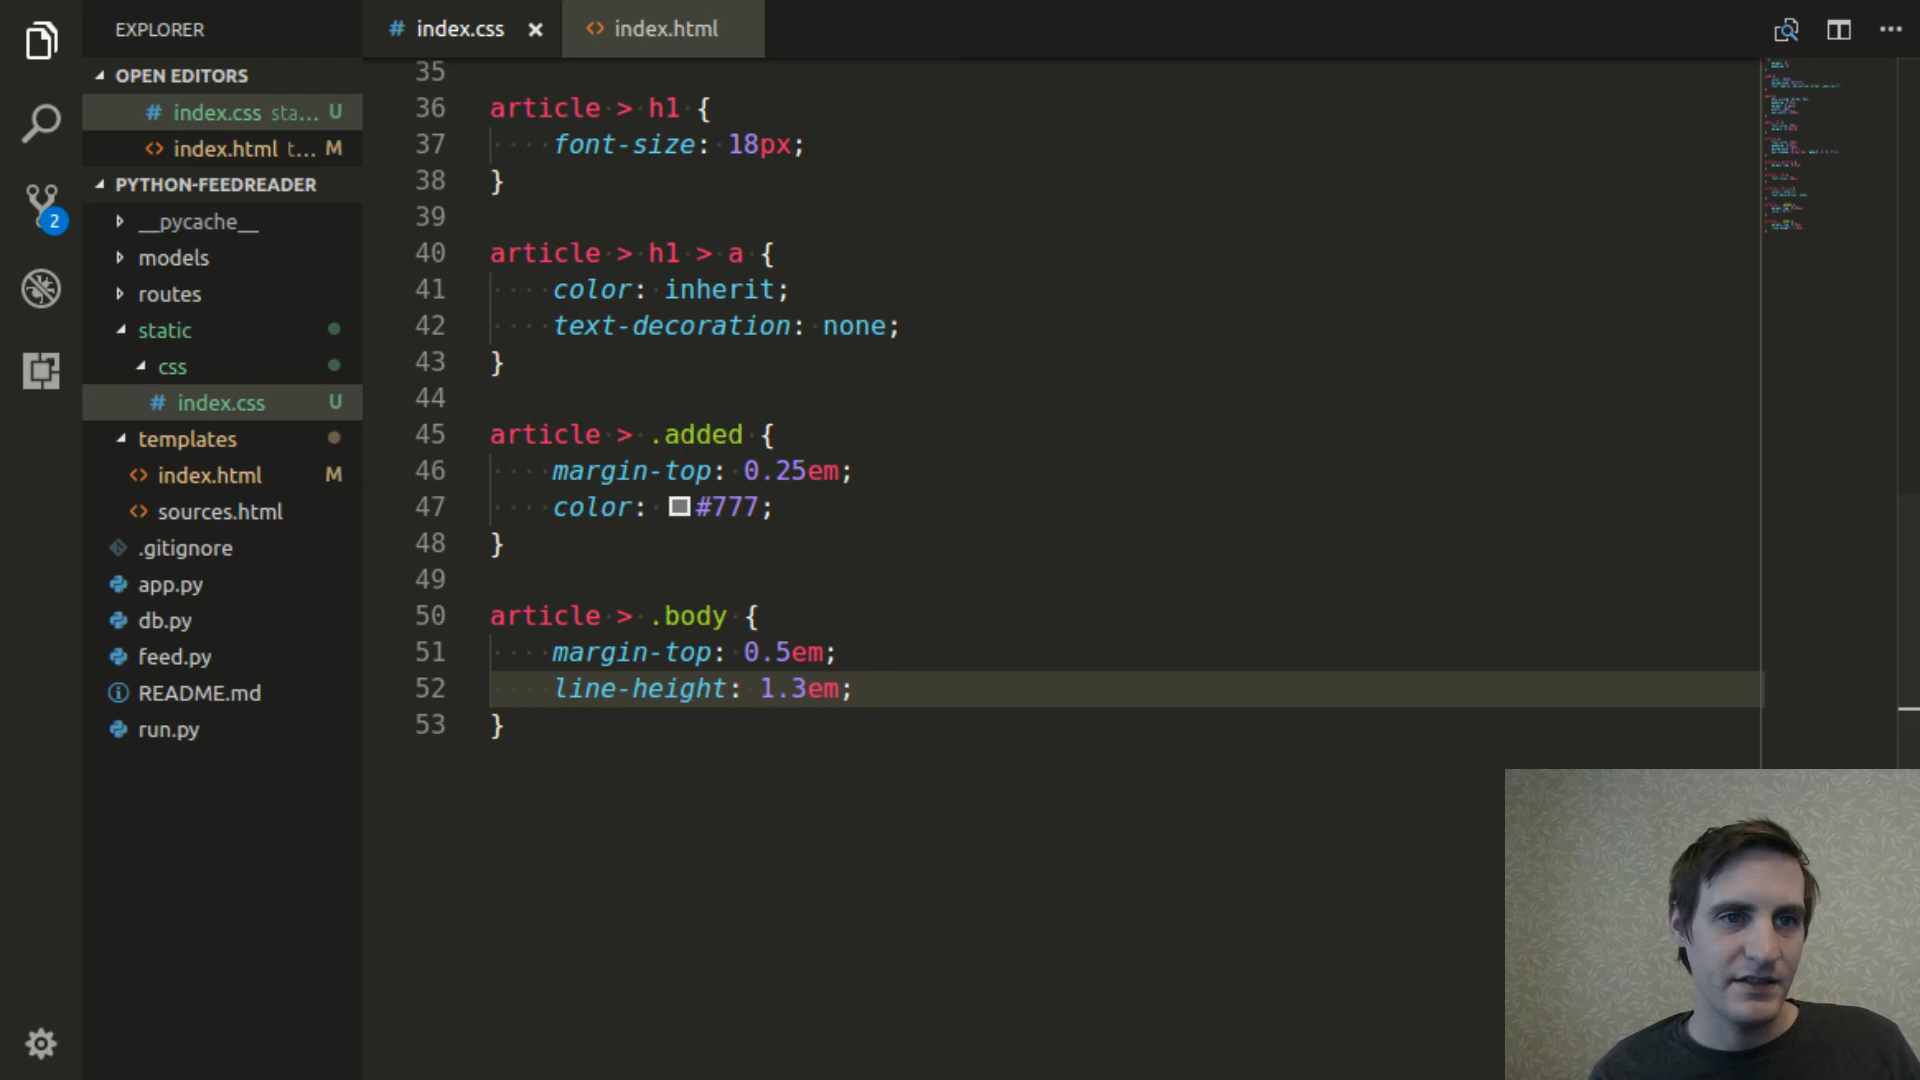 EXPLORER
OPEN EDITORS
# index.css sta... U
<> index.html t... M
PYTHON-FEEDREADER
__pycache__
models
routes
static
css
# index.css U
templates
<> index.html M
<> sources.html
.gitignore
app.py
db.py
feed.py
README.md
run.py
2
# index.css ×
<> index.html
35
36 article > h1 {
37 font-size: 18px;
38 }
39
40 article > h1 > a {
41 color: inherit;
42 text-decoration: none;
43 }
44
45 article > .added {
46 margin-top: 0.25em;
47 color: #777;
48 }
49
50 article > .body {
51 margin-top: 0.5em;
52 line-height: 1.3em;
53 }